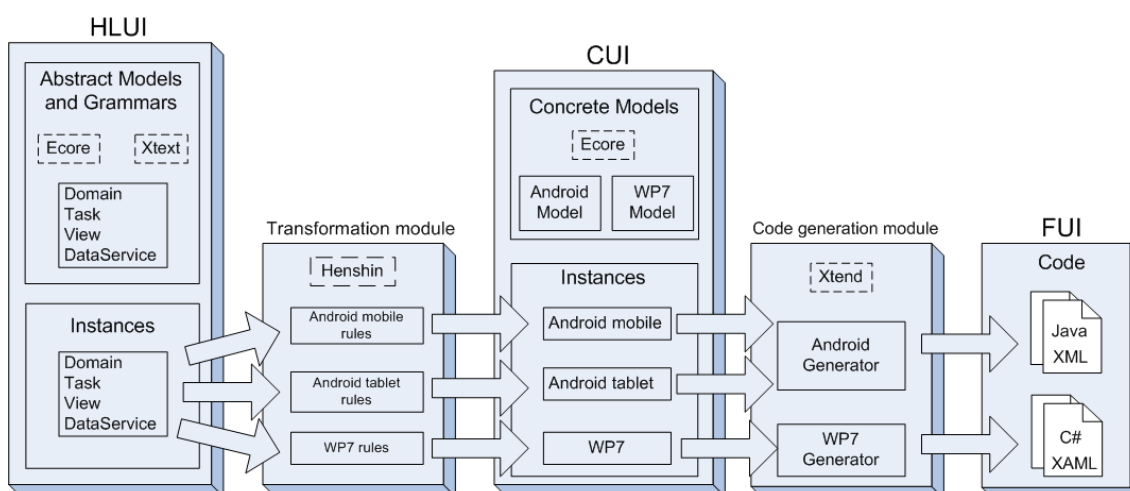 HLUI
Abstract Models
and Grammars
Ecore
Xtext
Domain
Task
View
DataService
Instances
Domain
Task
View
DataService
Transformation module
Henshin
Android mobile
rules
Android tablet
rules
WP7 rules
CUI
Concrete Models
Ecore
Android
Model
WP7
Model
Instances
Android mobile
Android tablet
WP7
Code generation module
Xtend
Android
Generator
WP7
Generator
FUI
Code
Java
XML
C#
XAML